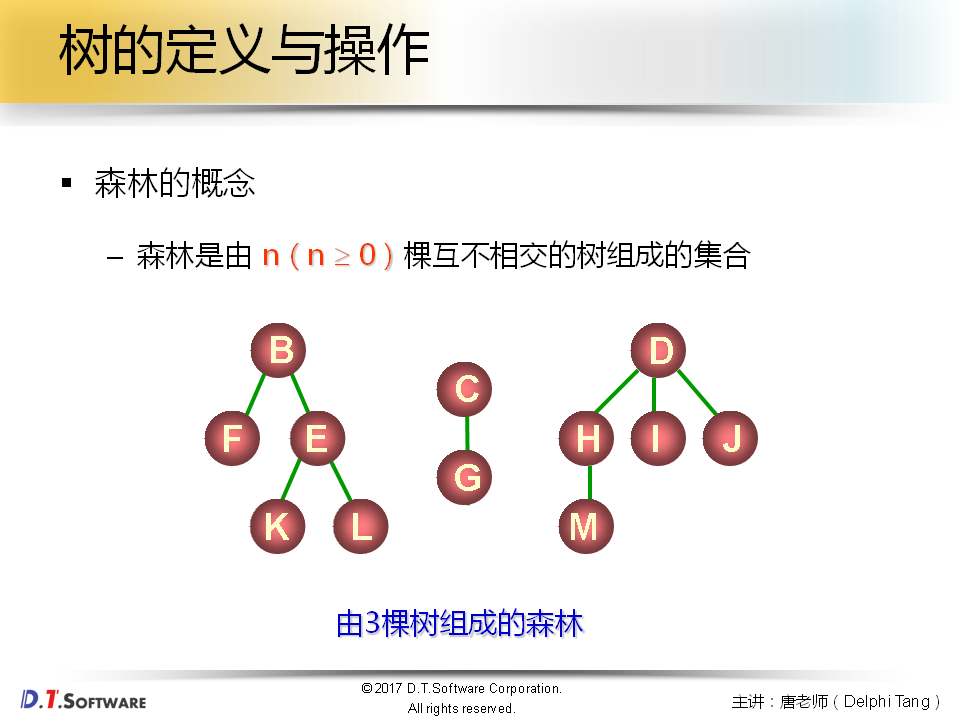 树的定义与操作
▪ 森林的概念
– 森林是由 n ( n ≥ 0 ) 棵互不相交的树组成的集合
B
C
D
F
E
G
H
I
J
K
L
M
由3棵树组成的森林
D.T.SOFTWARE
©2017 D.T.Software Corporation.
All rights reserved.
主讲：唐老师 ( Delphi Tang )